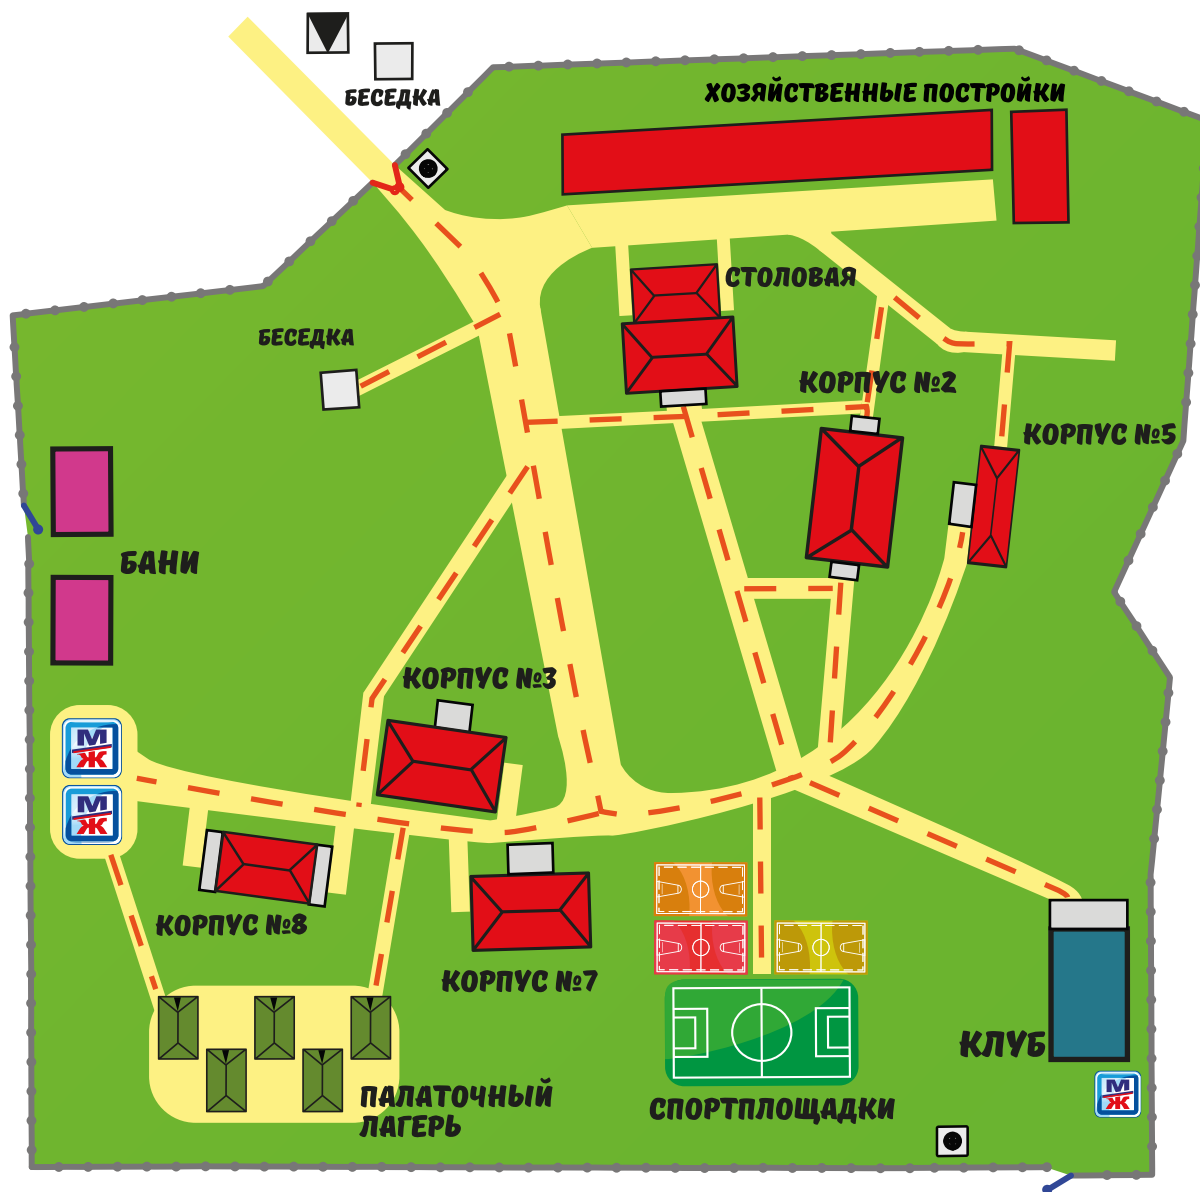 БЕСЕДКА
ХОЗЯЙСТВЕННЫЕ ПОСТРОЙКИ
СТОЛОВАЯ
БЕСЕДКА
КОРПУС №2
КОРПУС №5
БАНИ
КОРПУС №3
М
Ж
М
Ж
КОРПУС №8
КОРПУС №7
КЛУБ
М
Ж
ПАЛАТОЧНЫЙ
ЛАГЕРЬ
СПОРТПЛОЩАДКИ